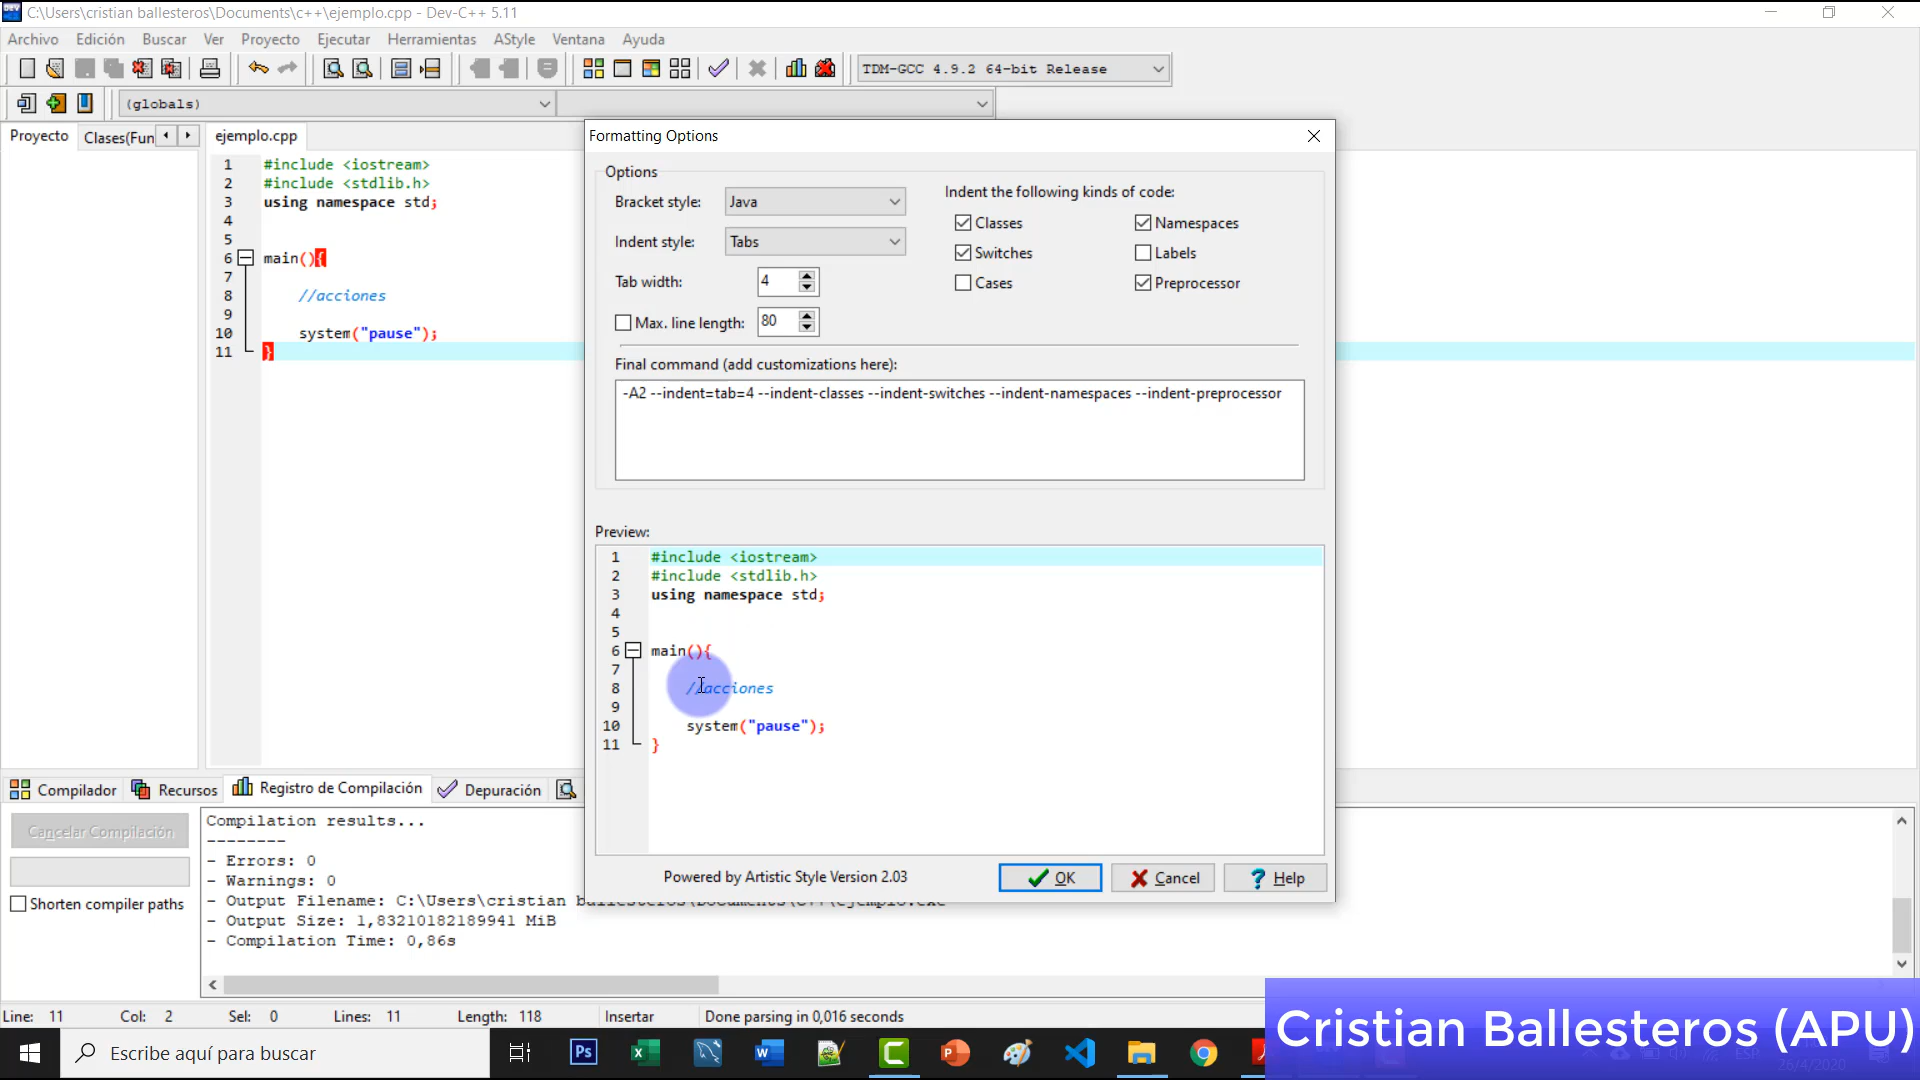 C:\Users\cristian ballesteros\Documents\c++\ejemplo.cpp - Dev-C++ 5.11
Archivo Edición Buscar Ver Proyecto Ejecutar Herramientas AStyle Ventana Ayuda
TDM-GCC 4.9.2 64-bit Release
(globals)
Proyecto Clases(Fun ejemplo.cpp
1 #include <iostream>
2 #include <stdlib.h>
3 using namespace std;
4
5
6 main(){
7
8 //acciones
9
10 system("pause");
11 }
Formatting Options
Options
Bracket style: Java
Indent style: Tabs
Tab width: 4
Max. line length: 80
Indent the following kinds of code:
Classes Namespaces
Switches Labels
Cases Preprocessor
Final command (add customizations here):
-A2 --indent=tab=4 --indent-classes --indent-switches --indent-namespaces --indent-preprocessor
Preview:
1 #include <iostream>
2 #include <stdlib.h>
3 using namespace std;
4
5
6 main(){
7
8 //acciones
9
10 system("pause");
11 }
Powered by Artistic Style Version 2.03
OK Cancel Help
Compilador Recursos Registro de Compilación Depuración
Cancelar Compilación
Shorten compiler paths
Compilation results...
--------
- Errors: 0
- Warnings: 0
- Output Filename: C:\Users\cristian ballesteros\Documents\c++\ejemplo.exe
- Output Size: 1,83210182189941 MiB
- Compilation Time: 0,86s
Line: 11 Col: 2 Sel: 0 Lines: 11 Length: 118 Insertar Done parsing in 0,016 seconds
Escribe aquí para buscar
Ps
Cristian Ballesteros (APU)
ESP
26/4/2020